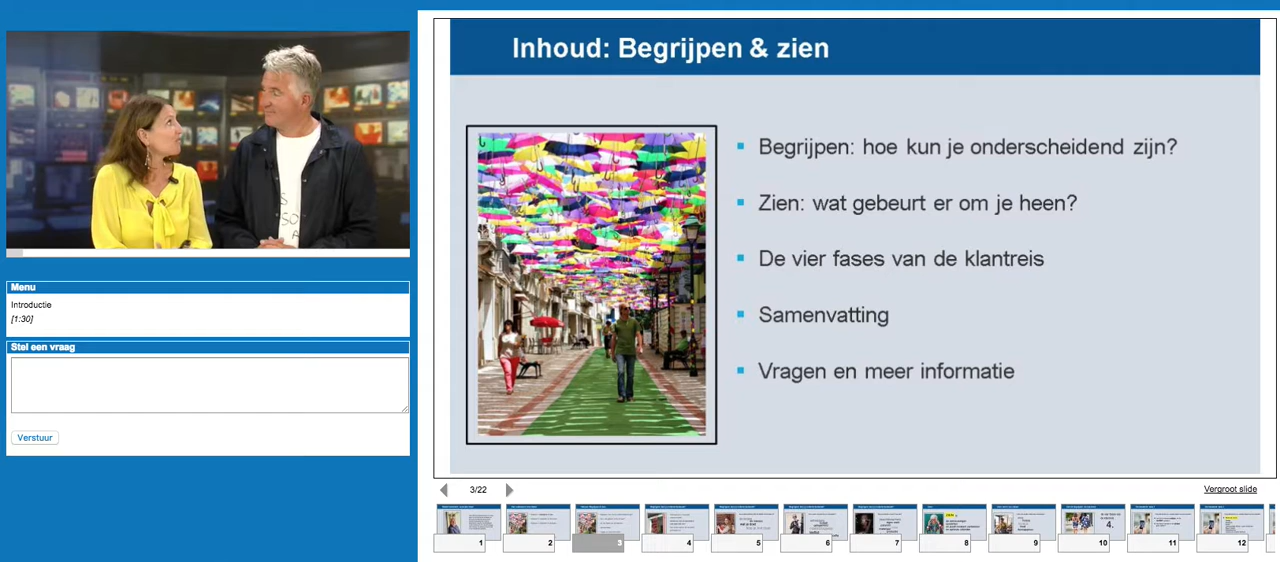 S
SO
A
Menu
Introductie
[1:30]
Stel een vraag
Verstuur
Inhoud: Begrijpen & zien
Begrijpen: hoe kun je onderscheidend zijn?
Zien: wat gebeurt er om je heen?
De vier fases van de klantreis
Samenvatting
Vragen en meer informatie
3/22
Vergroot slide
4.
1
2
3
4
5
6
7
8
9
10
11
12